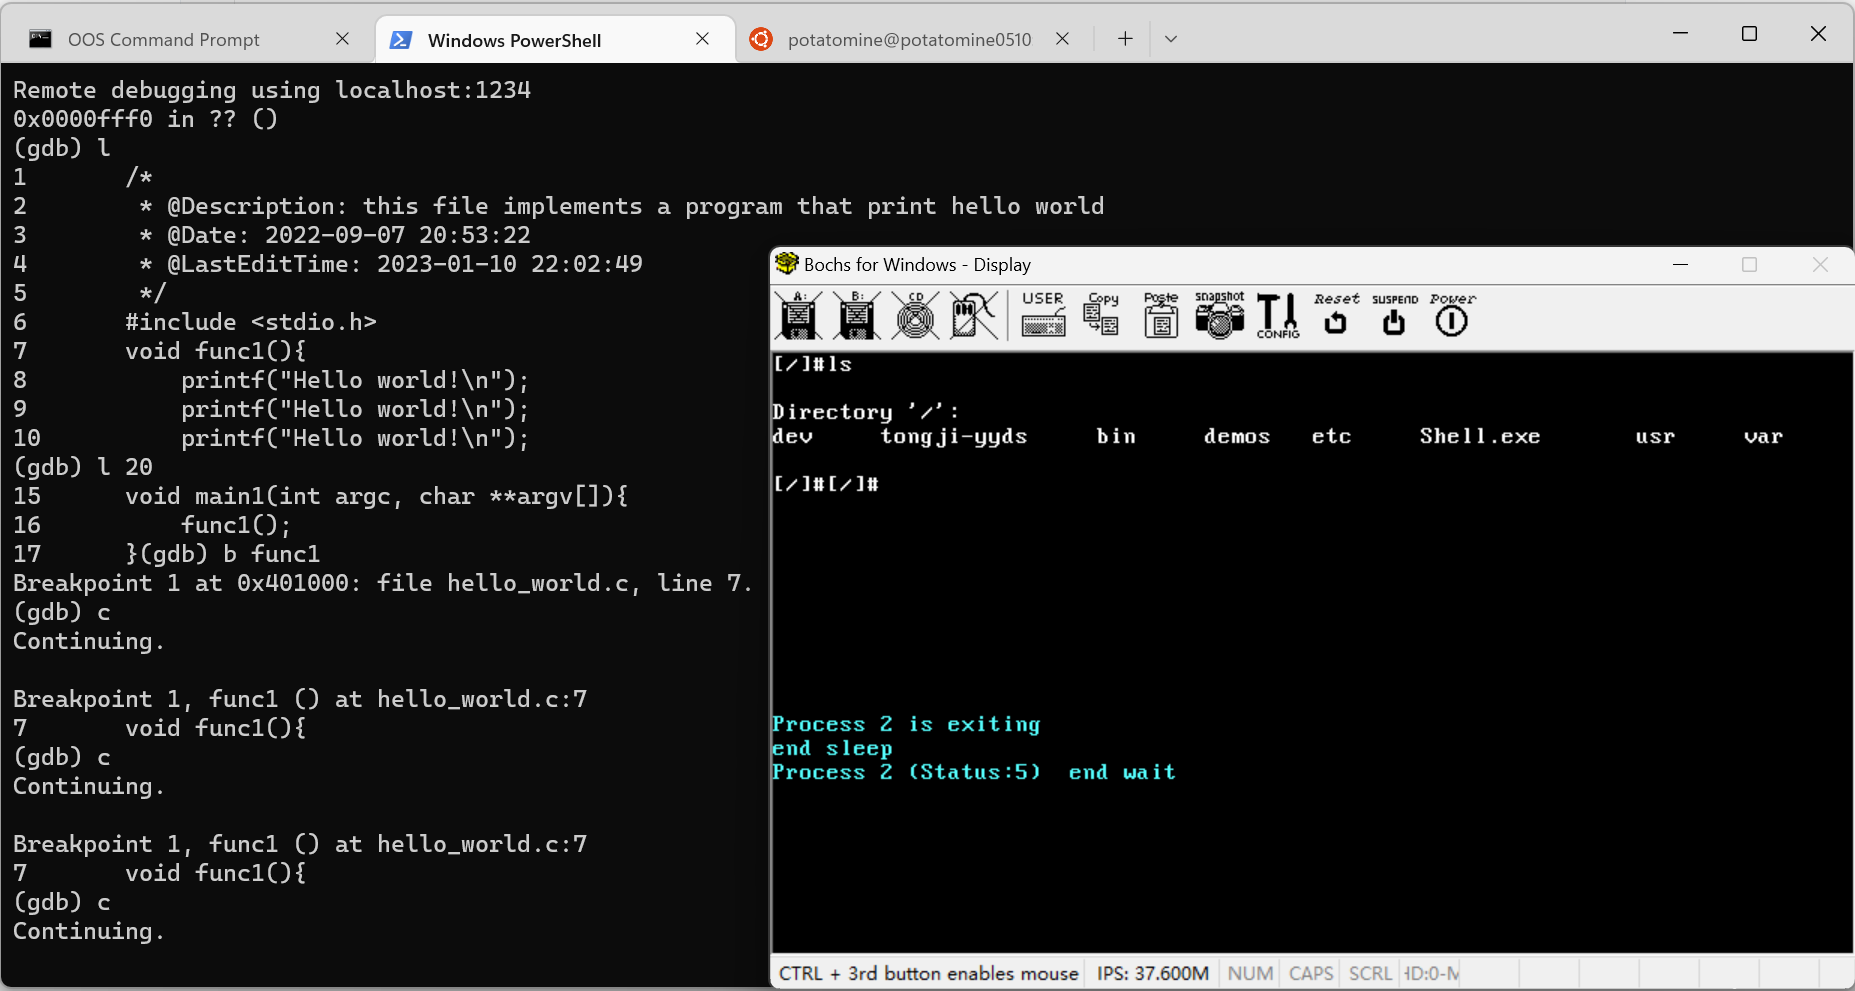 OOS Command Prompt
Windows PowerShell
potatomine@potatomine0510
Remote debugging using localhost:1234
0x0000fff0 in ?? ()
(gdb) l
1       /*
2        * @Description: this file implements a program that print hello world
3        * @Date: 2022-09-07 20:53:22
4        * @LastEditTime: 2023-01-10 22:02:49
5        */
6       #include <stdio.h>
7       void func1(){
8           printf("Hello world!\n");
9           printf("Hello world!\n");
10          printf("Hello world!\n");
(gdb) l 20
15      void main1(int argc, char **argv[]){
16          func1();
17      }(gdb) b func1
Breakpoint 1 at 0x401000: file hello_world.c, line 7.
(gdb) c
Continuing.
Breakpoint 1, func1 () at hello_world.c:7
7       void func1(){
(gdb) c
Continuing.
Breakpoint 1, func1 () at hello_world.c:7
7       void func1(){
(gdb) c
Continuing.
Bochs for Windows - Display
A: B: CD USER Copy Paste snapshot CONFIG Reset SUSPEND Power
[/]#ls
Directory '/':
dev tongji-yyds bin demos etc Shell.exe usr var
[/]#[/]#
Process 2 is exiting
end sleep
Process 2 (Status:5)  end wait
CTRL + 3rd button enables mouse IPS: 37.600M NUM CAPS SCRL HD:0-M